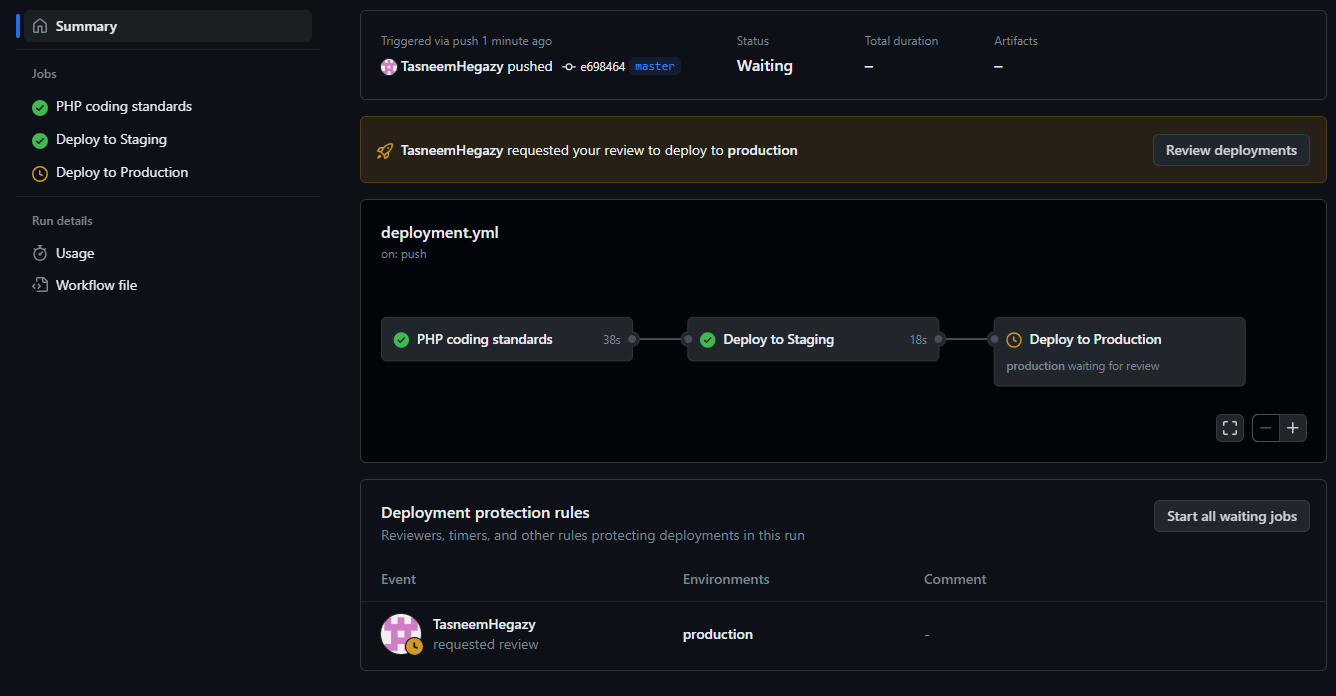 Summary
Jobs
PHP coding standards
Deploy to Staging
Deploy to Production
Run details
Usage
Workflow file
Triggered via push 1 minute ago
TasneemHegazy pushed e698464 master
Status
Waiting
Total duration
–
Artifacts
–
TasneemHegazy requested your review to deploy to production
Review deployments
deployment.yml
on: push
PHP coding standards 38s
Deploy to Staging 18s
Deploy to Production
production waiting for review
Deployment protection rules
Reviewers, timers, and other rules protecting deployments in this run
Start all waiting jobs
Event Environments Comment
TasneemHegazy
requested review
production
-